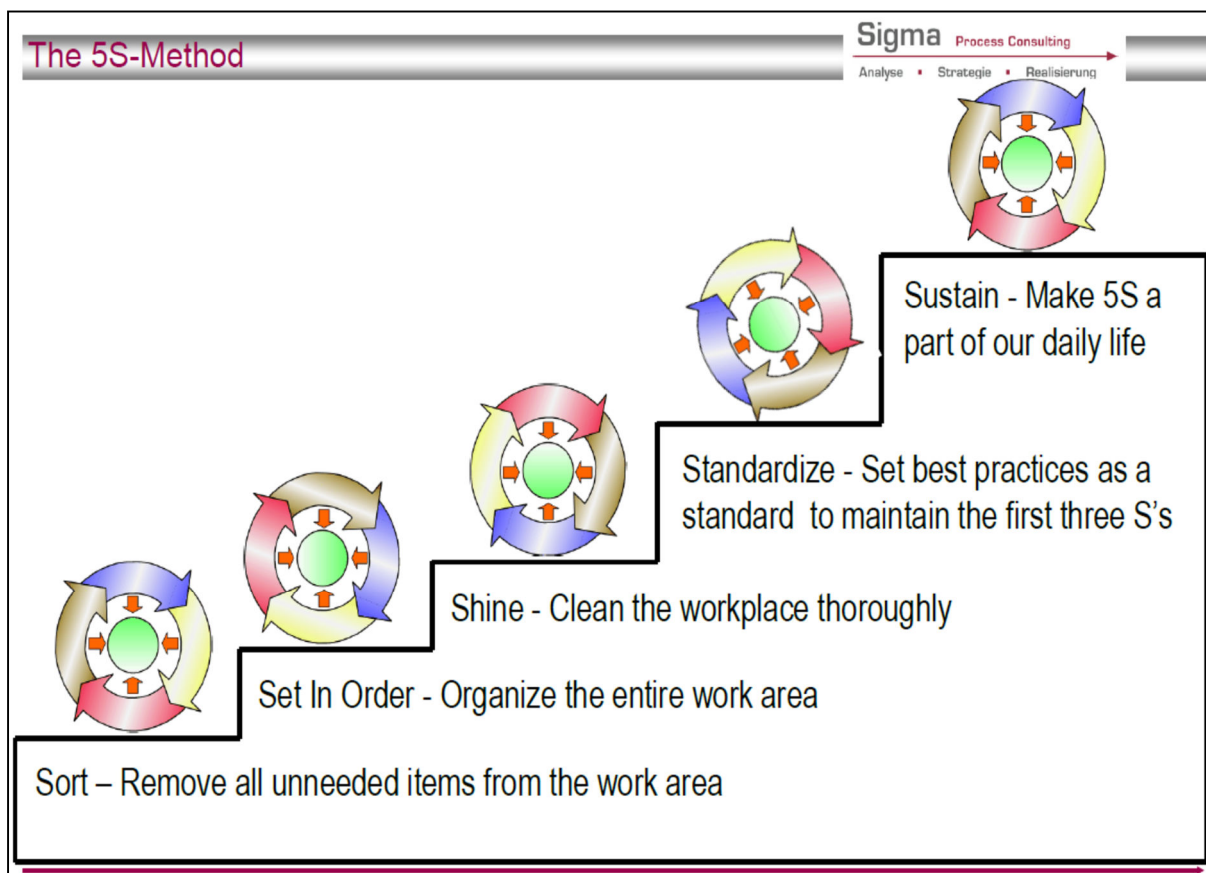 The 5S-Method
Sigma Process Consulting
Analyse ▪ Strategie ▪ Realisierung
Sustain - Make 5S a
part of our daily life
Standardize - Set best practices as a
standard to maintain the first three S's
Shine - Clean the workplace thoroughly
Set In Order - Organize the entire work area
Sort – Remove all unneeded items from the work area